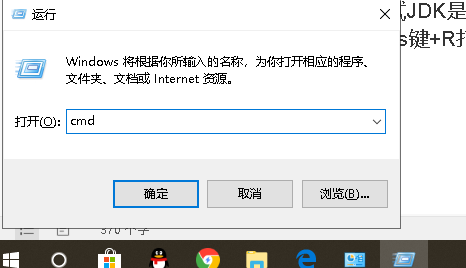 运行
Windows 将根据你所输入的名称，为你打开相应的程序、
文件夹、文档或 Internet 资源。
打开(O):
cmd
确定
取消
浏览(B)...
JDK是
s键+R打
370 个字